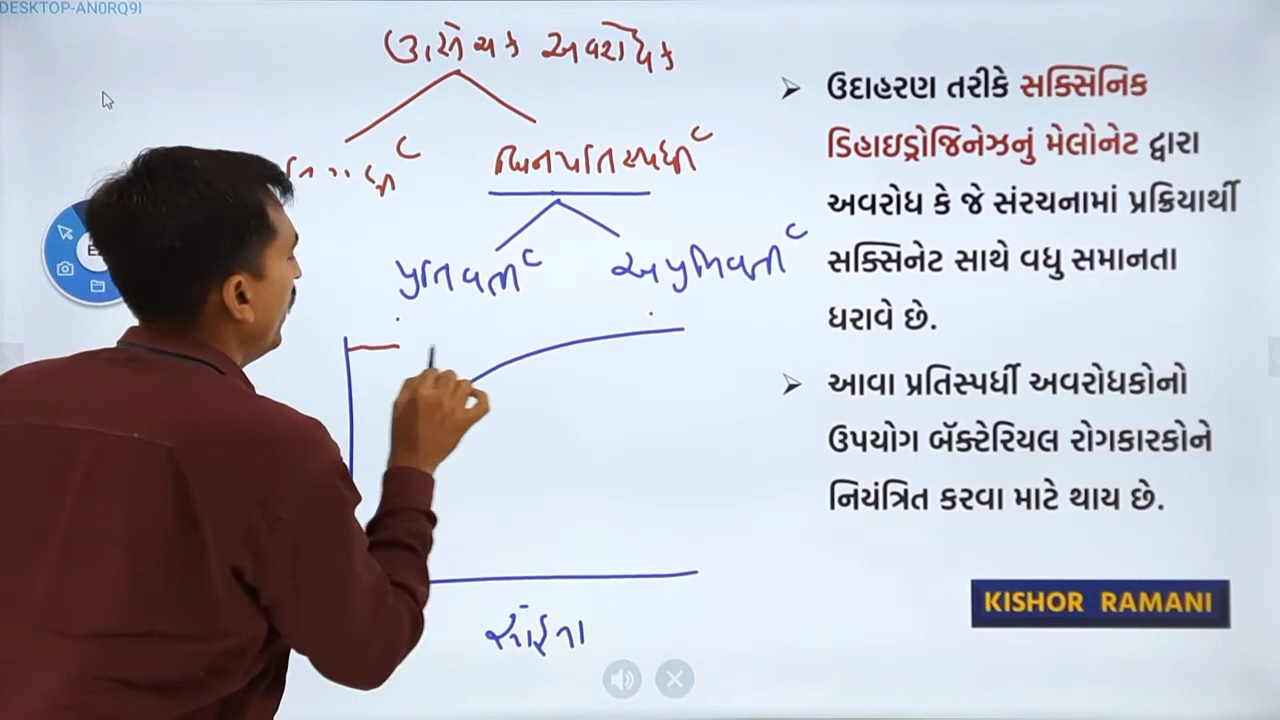 DESKTOP-AN0RQ9I
ઉત્સેચક અવરોધક
બિનપ્રતિસ્પર્ધી
પ્રતિવર્તી
અપ્રતિવર્તી
સાંદ્રતા
➢ ઉદાહરણ તરીકે સક્સિનિક
ડિહાઇડ્રોજિનેઝનું મેલોનેટ દ્વારા
અવરોધ કે જે સંરચનામાં પ્રક્રિયાર્થી
સક્સિનેટ સાથે વધુ સમાનતા
ધરાવે છે.
➢ આવા પ્રતિસ્પર્ધી અવરોધકોનો
ઉપયોગ બૅક્ટેરિયલ રોગકારકોને
નિયંત્રિત કરવા માટે થાય છે.
KISHOR RAMANI